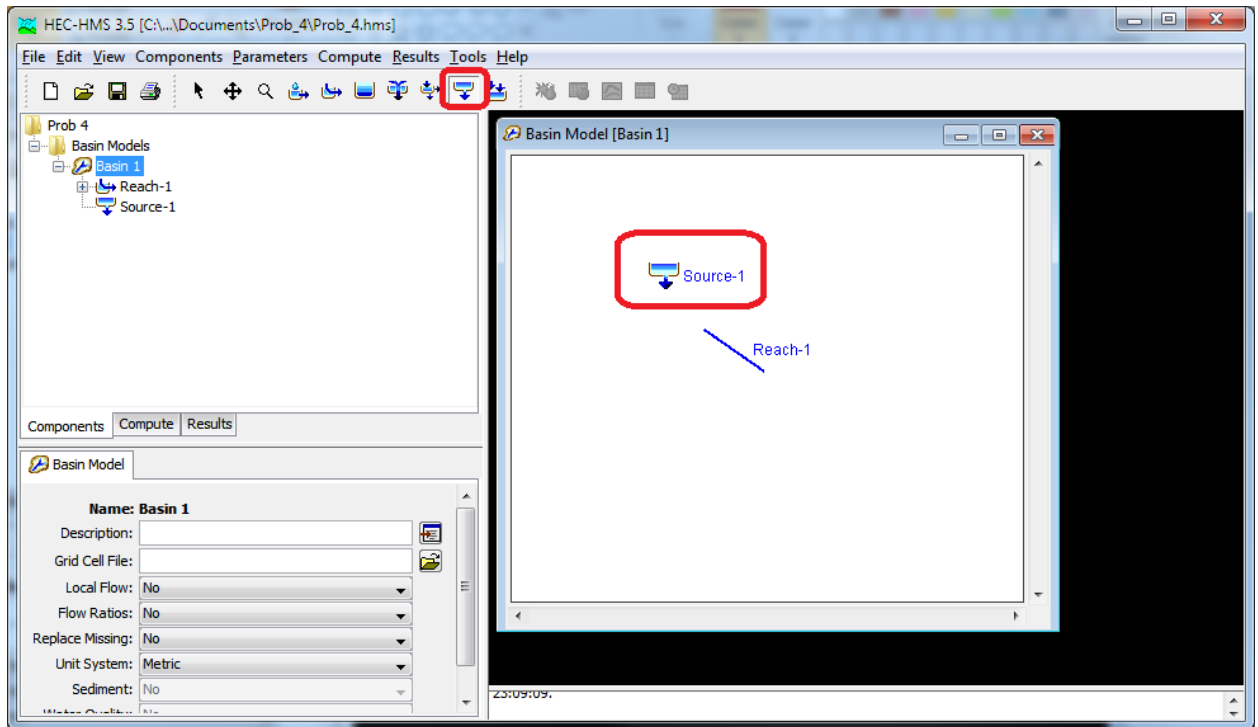 HEC-HMS 3.5 [C:\...\Documents\Prob_4\Prob_4.hms]
File Edit View Components Parameters Compute Results Tools Help
Prob 4
Basin Models
Basin 1
Reach-1
Source-1
Components Compute Results
Basin Model
Name: Basin 1
Description:
Grid Cell File:
Local Flow: No
Flow Ratios: No
Replace Missing: No
Unit System: Metric
Sediment: No
Basin Model [Basin 1]
Source-1
Reach-1
23:09:09.